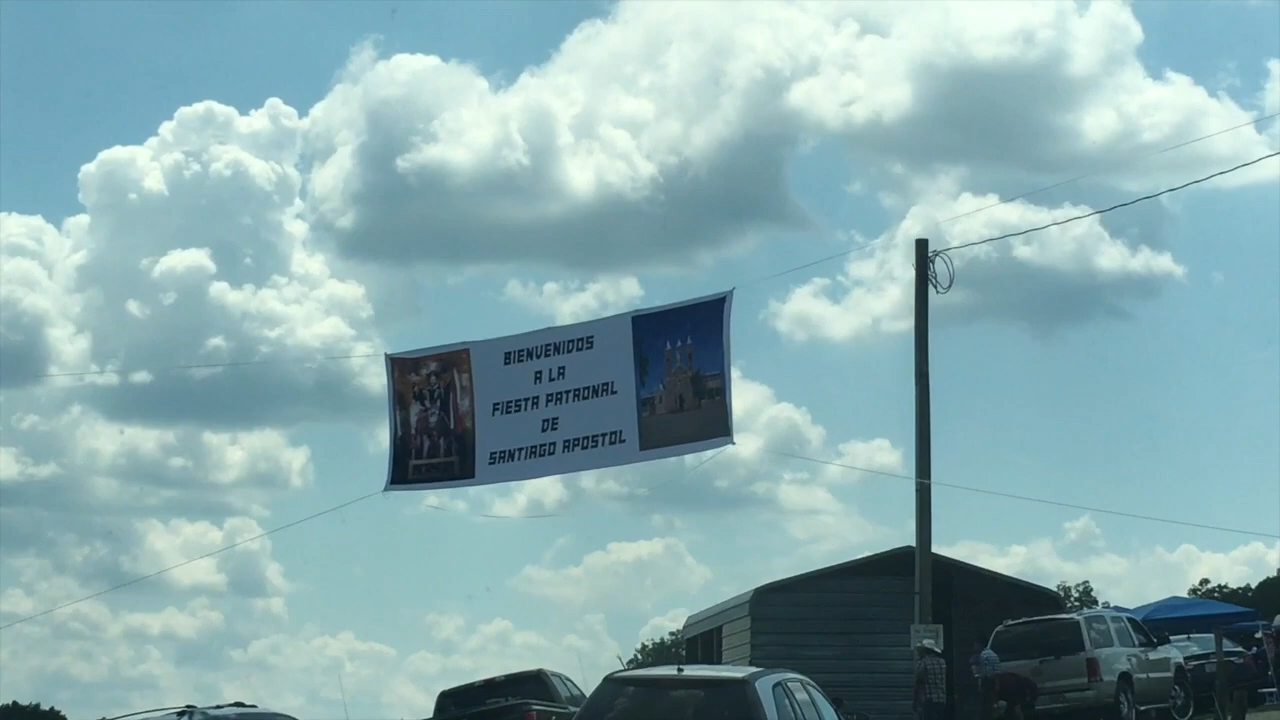 BIENVENIDOS
A LA
FIESTA PATRONAL
DE
SANTIAGO APOSTOL